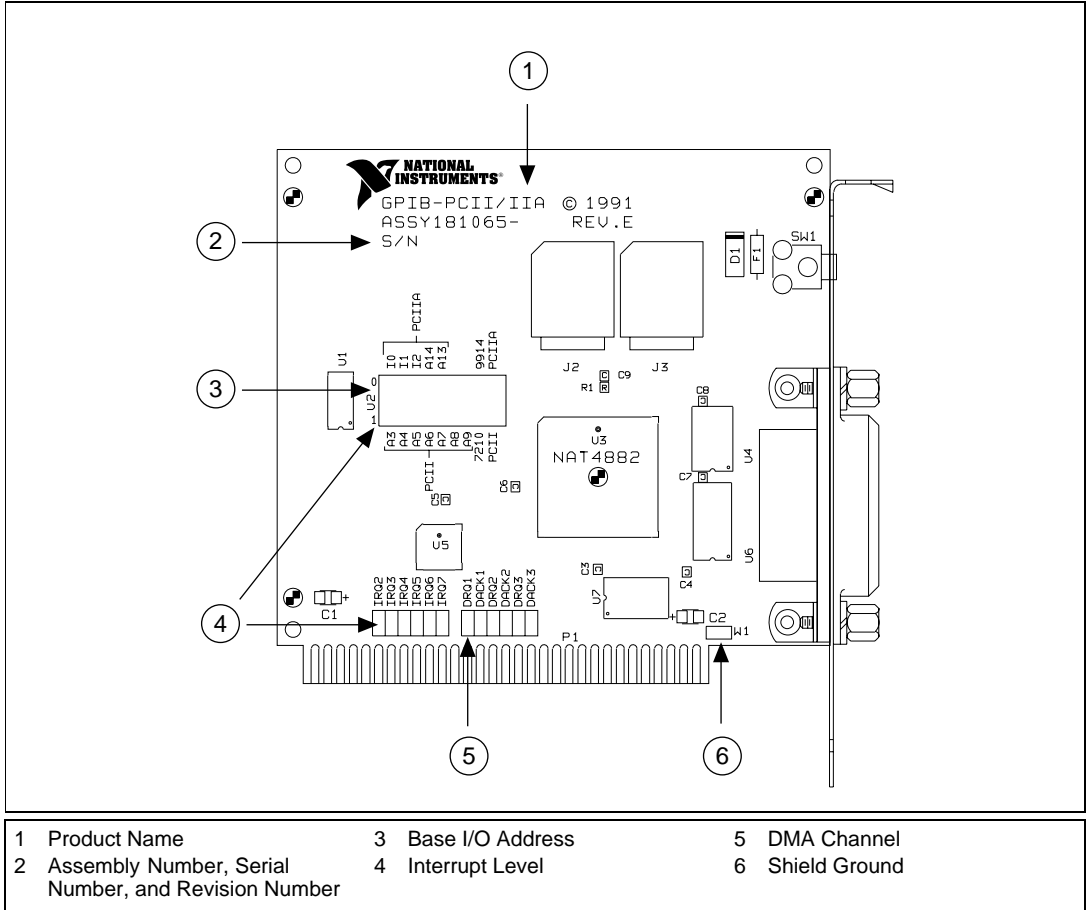 1
NATIONAL
INSTRUMENTS®
GPIB-PCII/IIA © 1991
ASSY181065- REV.E
S/N
2
SW1
D1
F1
PCIIA
I0
I1
I2
A14
A13
9914
PCIIA
U1
J2
J3
3
0
U2
1
C
C9
R1
R
C8
A3
A4
A5
A6
A7
A8
A9
7210
PCII
PCII
U3
NAT4882
U4
C7
C5
C6
U5
U6
IRQ2
IRQ3
IRQ4
IRQ5
IRQ6
IRQ7
DRQ1
DACK1
DRQ2
DACK2
DRQ3
DACK3
C3
C4
U7
+
C1
+
C2
W1
4
P1
5
6
1 Product Name
2 Assembly Number, Serial
Number, and Revision Number
3 Base I/O Address
4 Interrupt Level
5 DMA Channel
6 Shield Ground